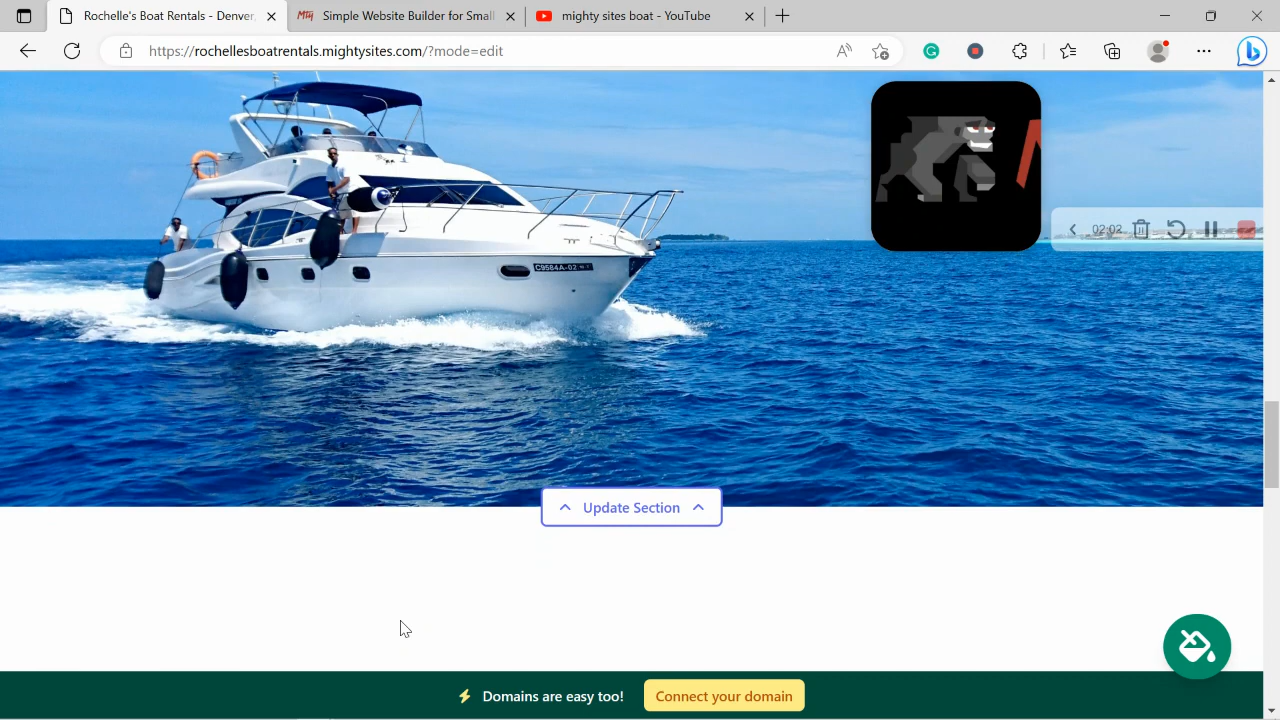 Rochelle's Boat Rentals - Denver,
Simple Website Builder for Small
mighty sites boat - YouTube
https://rochellesboatrentals.mightysites.com/?mode=edit
02:02
C9584A-02
Update Section
Domains are easy too!
Connect your domain